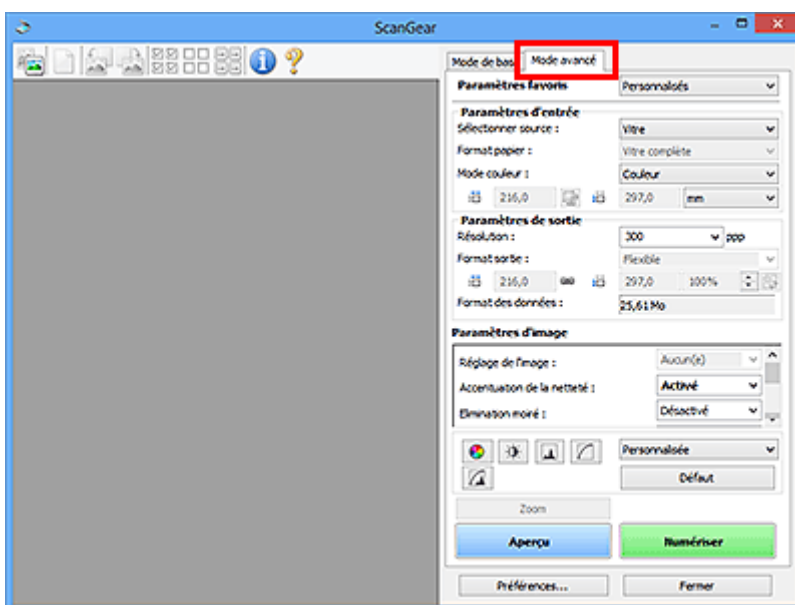 ScanGear
Mode de base Mode avancé
Paramètres favoris Personnalisés
Paramètres d'entrée
Sélectionner source : Vitre
Format papier : Vitre complète
Mode couleur : Couleur
216,0 297,0 mm
Paramètres de sortie
Résolution : 300 ppp
Format sortie : Flexible
216,0 297,0 100%
Format des données : 25,61 Mo
Paramètres d'image
Réglage de l'image : Aucun(e)
Accentuation de la netteté : Activé
Elimination moiré : Désactivé
Personnalisée
Défaut
Zoom
Aperçu Numériser
Préférences... Fermer